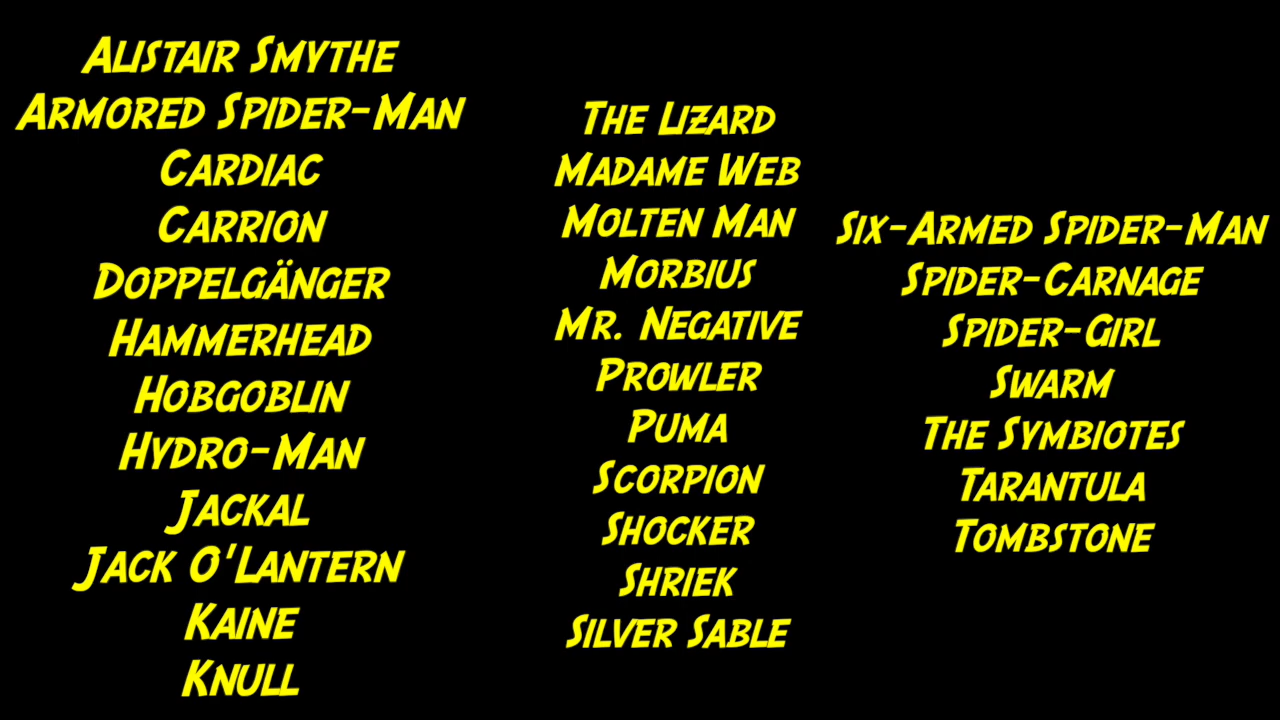 Alistair Smythe
Armored Spider-Man
Cardiac
Carrion
Doppelgänger
Hammerhead
Hobgoblin
Hydro-Man
Jackal
Jack O'Lantern
Kaine
Knull
The Lizard
Madame Web
Molten Man
Morbius
Mr. Negative
Prowler
Puma
Scorpion
Shocker
Shriek
Silver Sable
Six-Armed Spider-Man
Spider-Carnage
Spider-Girl
Swarm
The Symbiotes
Tarantula
Tombstone